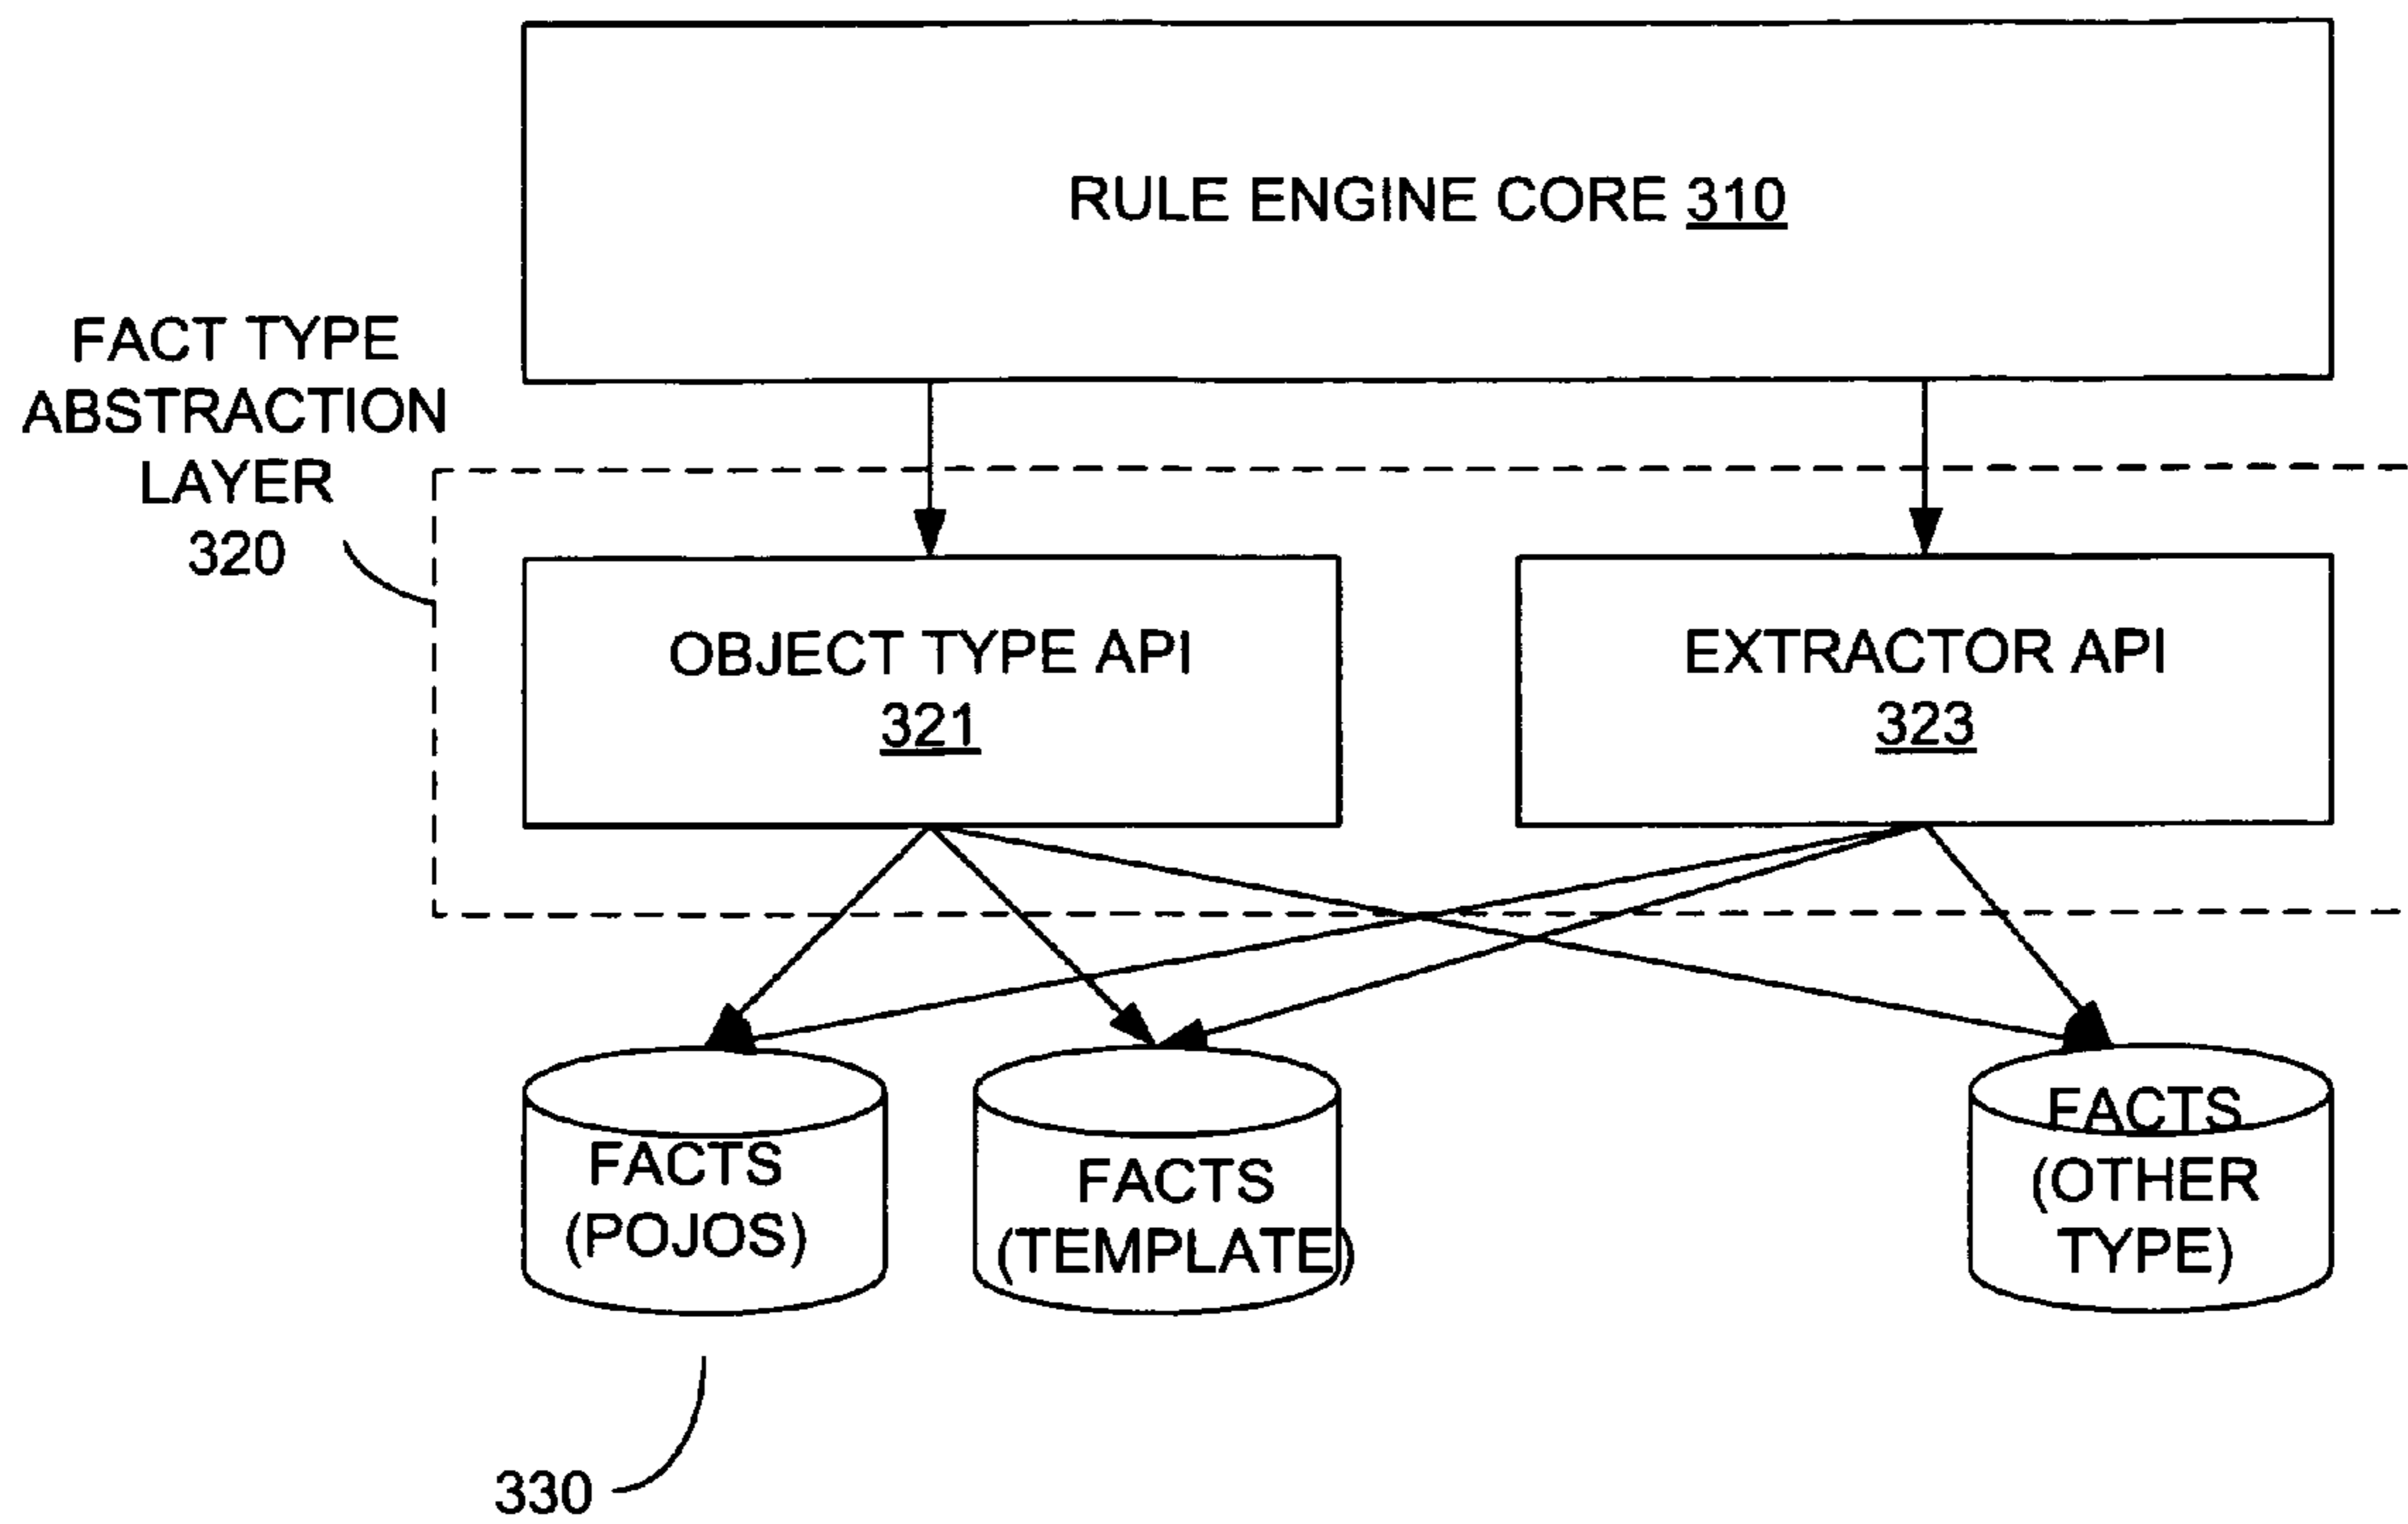 RULE ENGINE CORE 310
FACT TYPE
ABSTRACTION
LAYER
320
OBJECT TYPE API
321
EXTRACTOR API
323
FACTS
(POJOS)
FACTS
(TEMPLATE)
FACTS
(OTHER
TYPE)
330